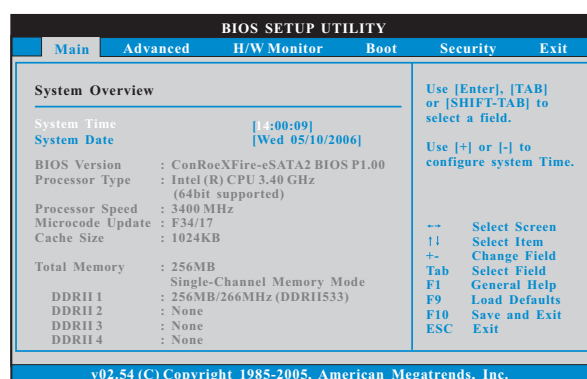 BIOS SETUP UTILITY
Main Advanced H/W Monitor Boot Security Exit
System Overview
System Time [14:00:09]
System Date [Wed 05/10/2006]
BIOS Version : ConRoeXFire-eSATA2 BIOS P1.00
Processor Type : Intel (R) CPU 3.40 GHz
(64bit supported)
Processor Speed : 3400 MHz
Microcode Update : F34/17
Cache Size : 1024KB
Total Memory : 256MB
Single-Channel Memory Mode
DDRII 1 : 256MB/266MHz (DDRII533)
DDRII 2 : None
DDRII 3 : None
DDRII 4 : None
Use [Enter], [TAB]
or [SHIFT-TAB] to
select a field.
Use [+] or [-] to
configure system Time.
↔ Select Screen
↑↓ Select Item
+- Change Field
Tab Select Field
F1 General Help
F9 Load Defaults
F10 Save and Exit
ESC Exit
v02.54 (C) Copyright 1985-2005, American Megatrends, Inc.